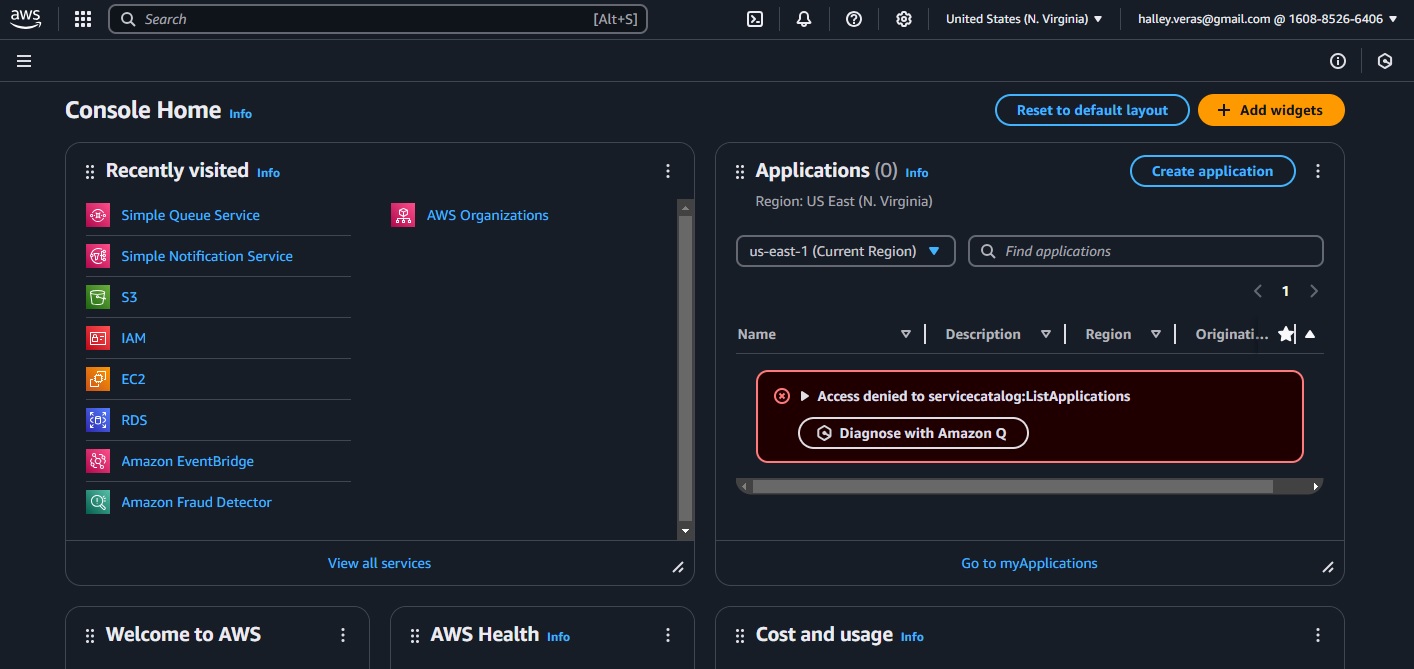 aws
Search [Alt+S]
United States (N. Virginia)
halley.veras@gmail.com @ 1608-8526-6406
Console Home Info
Reset to default layout
+ Add widgets
Recently visited Info
Simple Queue Service
Simple Notification Service
S3
IAM
EC2
RDS
Amazon EventBridge
Amazon Fraud Detector
AWS Organizations
View all services
Applications (0) Info
Create application
Region: US East (N. Virginia)
us-east-1 (Current Region)
Find applications
1
Name Description Region Originati...
Access denied to servicecatalog:ListApplications
Diagnose with Amazon Q
Go to myApplications
Welcome to AWS
AWS Health Info
Cost and usage Info